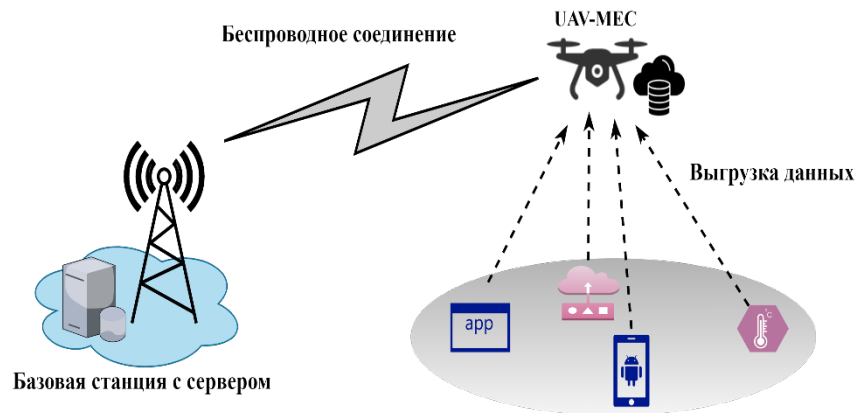 UAV-MEC
Беспроводное соединение
Выгрузка данных
app
°C
Базовая станция с сервером